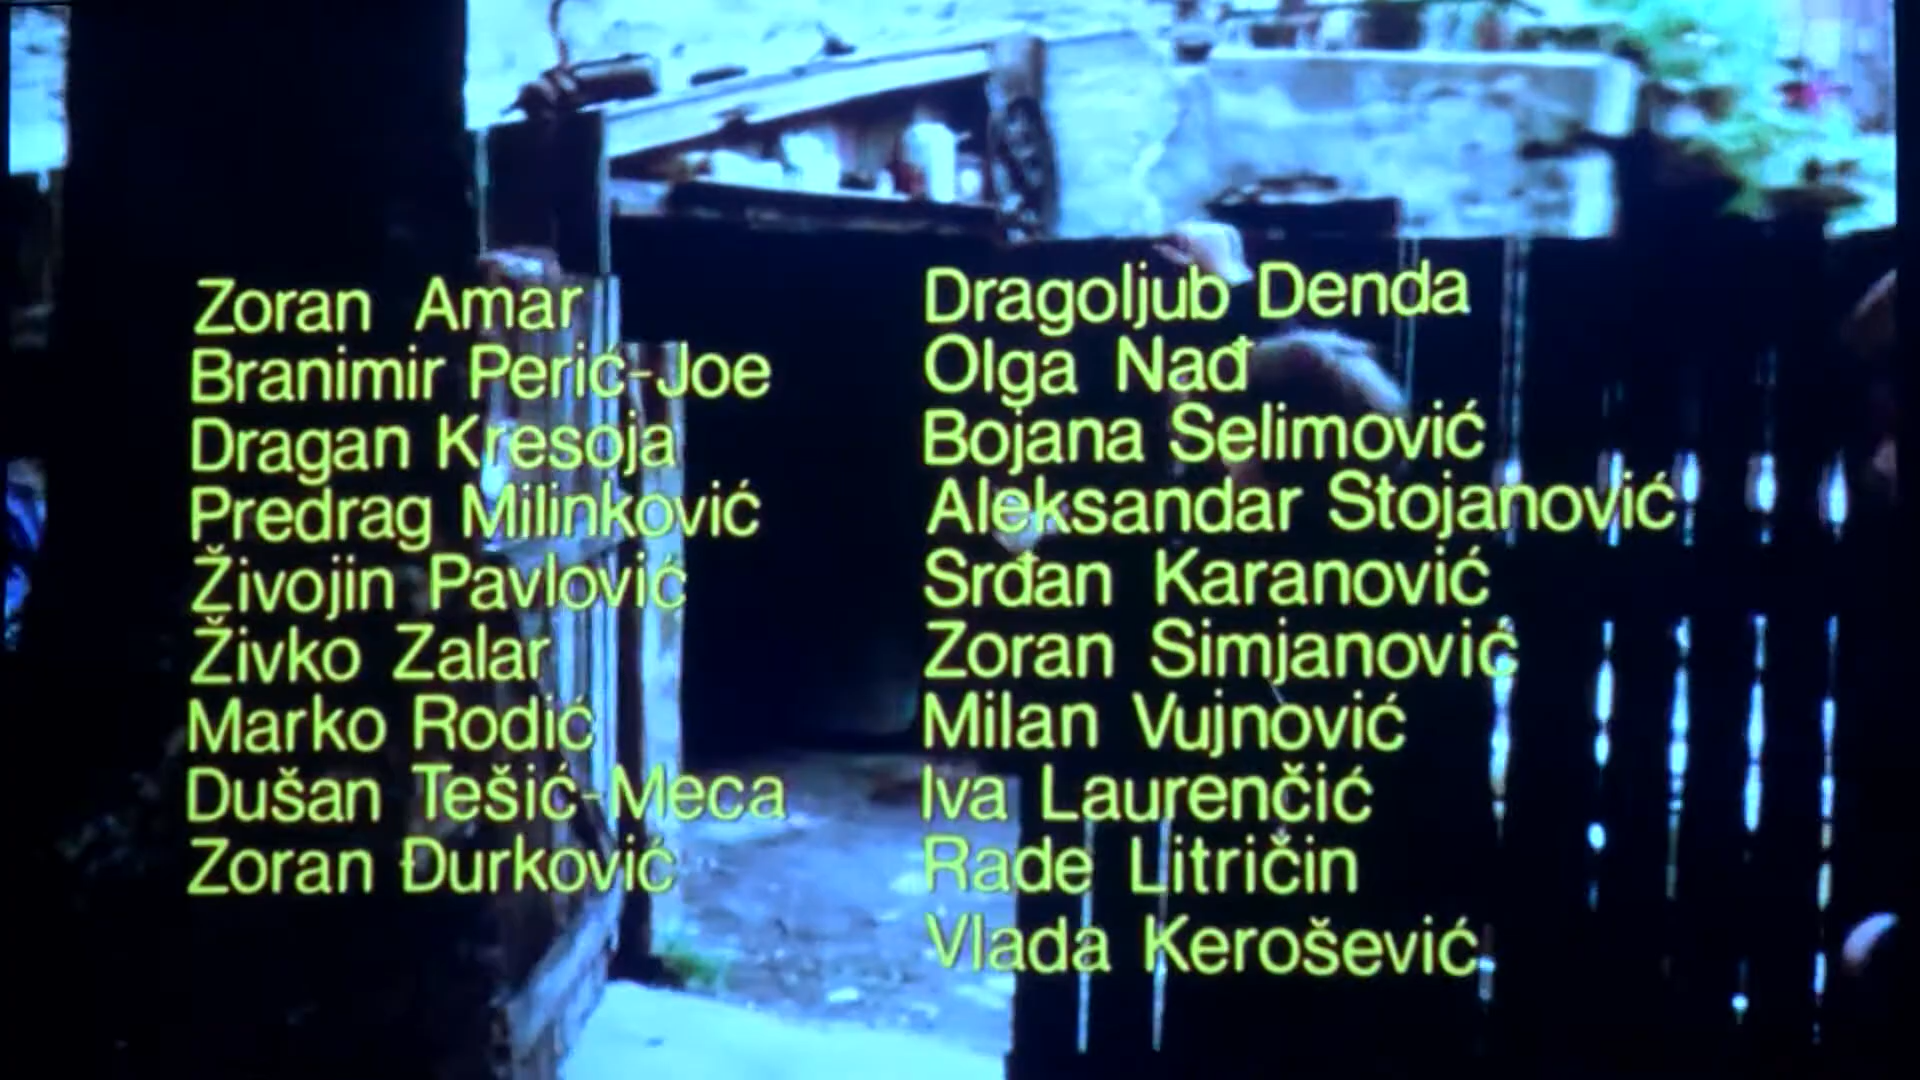 Zoran Amar
Branimir Perić-Joe
Dragan Kresoja
Predrag Milinković
Živojin Pavlović
Živko Zalar
Marko Rodić
Dušan Tešić-Meca
Zoran Đurković
Dragoljub Denda
Olga Nađ
Bojana Selimović
Aleksandar Stojanović
Srđan Karanović
Zoran Simjanović
Milan Vujnović
Iva Laurenčić
Rade Litričin
Vlada Kerošević